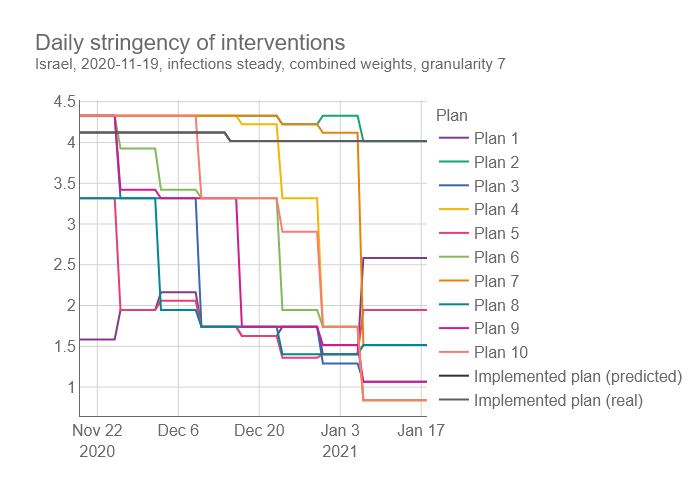 Daily stringency of interventions
Israel, 2020-11-19, infections steady, combined weights, granularity 7
4.5
4
3.5
3
2.5
2
1.5
1
Nov 22
2020
Dec 6
Dec 20
Jan 3
2021
Jan 17
Plan
Plan 1
Plan 2
Plan 3
Plan 4
Plan 5
Plan 6
Plan 7
Plan 8
Plan 9
Plan 10
Implemented plan (predicted)
Implemented plan (real)